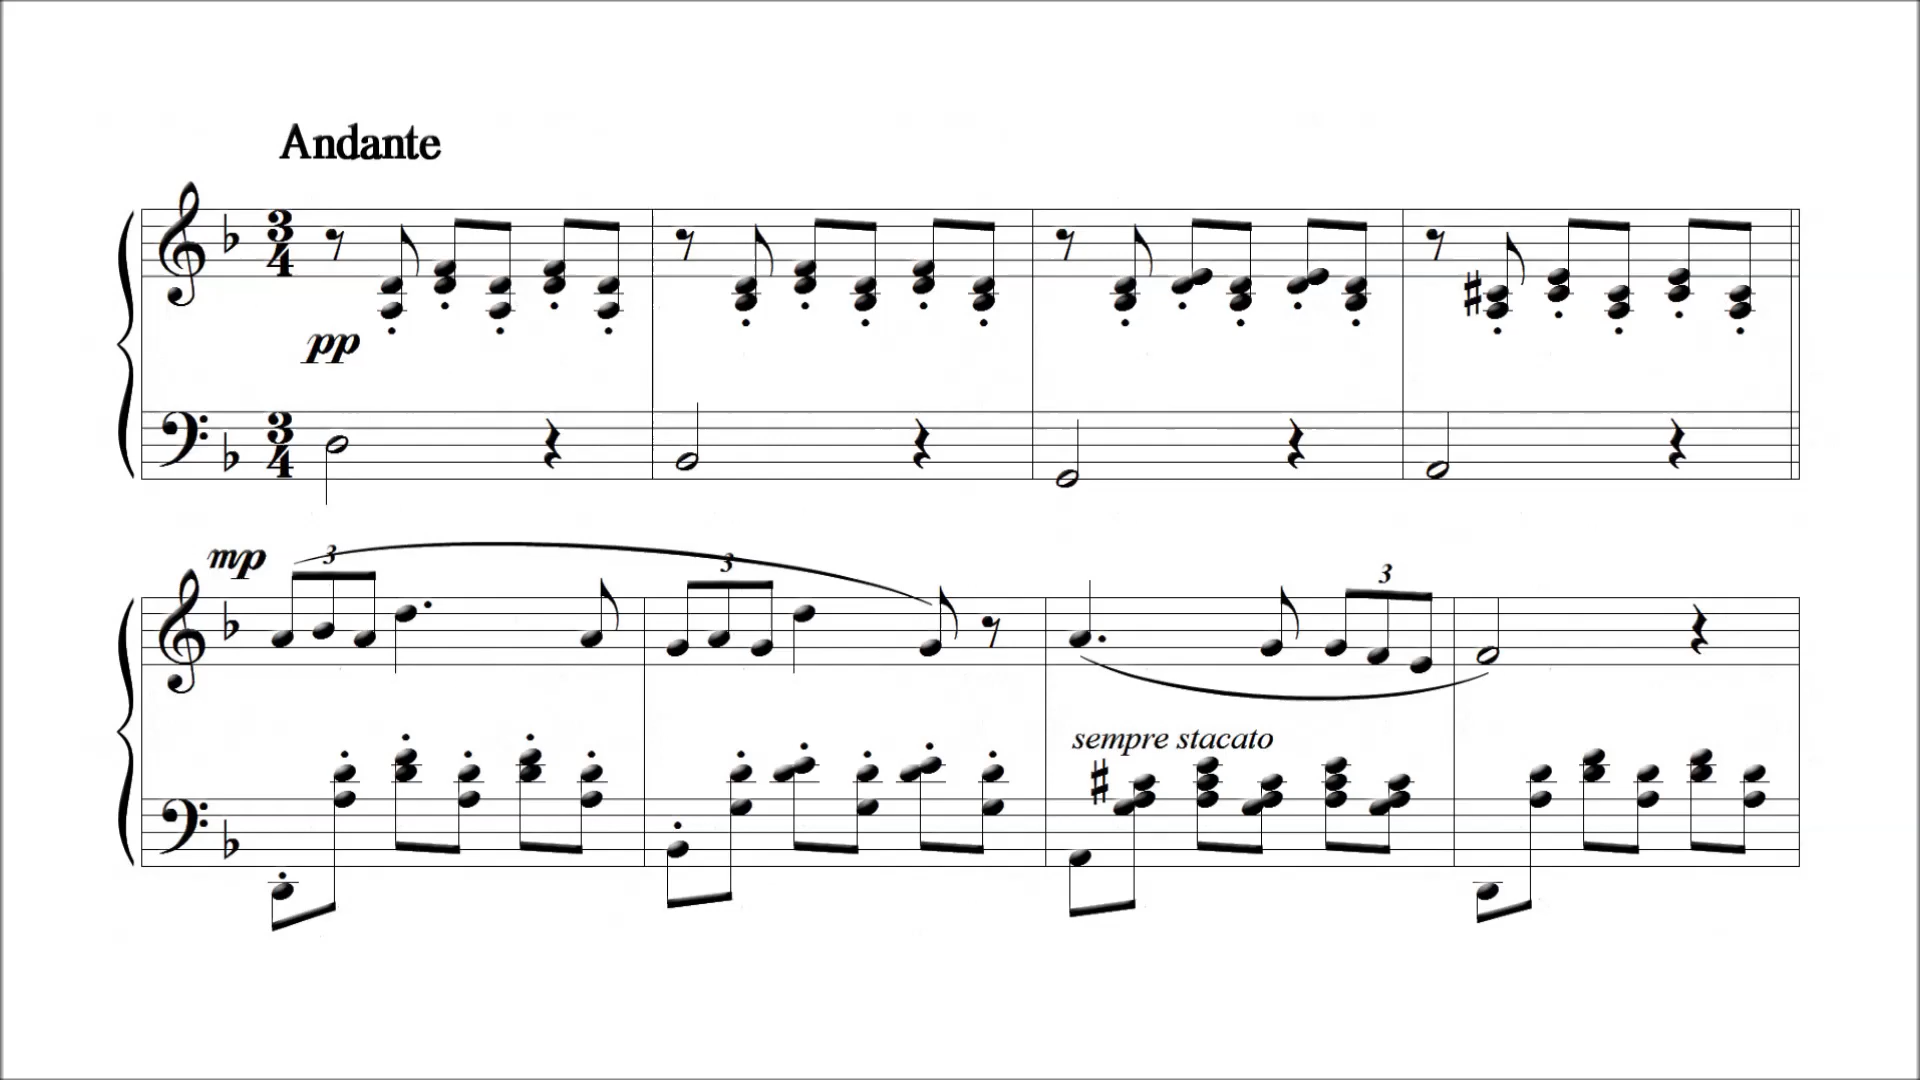 Andante
3 4
pp
3 4
mp 3 3 3
sempre stacato